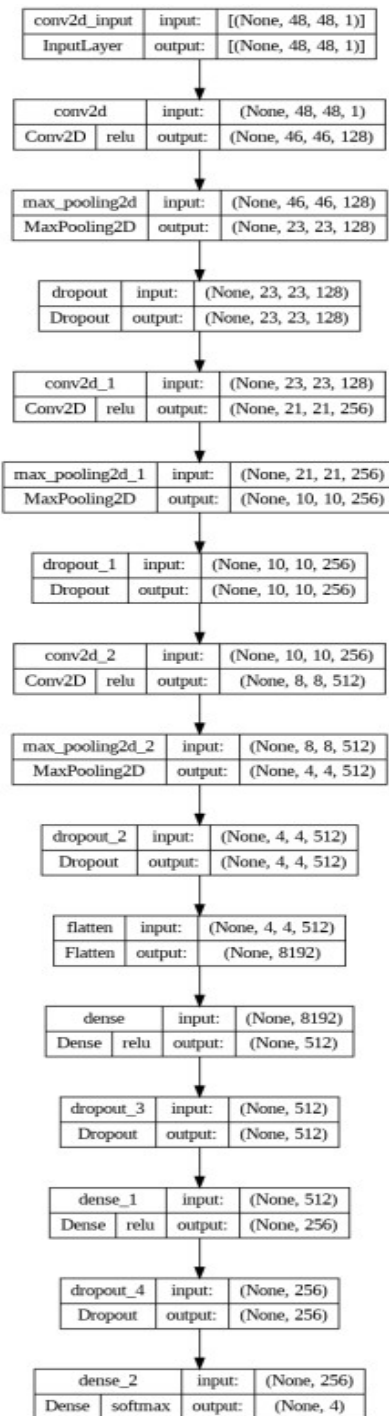 conv2d_input input: [(None, 48, 48, 1)]
InputLayer output: [(None, 48, 48, 1)]
conv2d input: (None, 48, 48, 1)
Conv2D relu output: (None, 46, 46, 128)
max_pooling2d input: (None, 46, 46, 128)
MaxPooling2D output: (None, 23, 23, 128)
dropout input: (None, 23, 23, 128)
Dropout output: (None, 23, 23, 128)
conv2d_1 input: (None, 23, 23, 128)
Conv2D relu output: (None, 21, 21, 256)
max_pooling2d_1 input: (None, 21, 21, 256)
MaxPooling2D output: (None, 10, 10, 256)
dropout_1 input: (None, 10, 10, 256)
Dropout output: (None, 10, 10, 256)
conv2d_2 input: (None, 10, 10, 256)
Conv2D relu output: (None, 8, 8, 512)
max_pooling2d_2 input: (None, 8, 8, 512)
MaxPooling2D output: (None, 4, 4, 512)
dropout_2 input: (None, 4, 4, 512)
Dropout output: (None, 4, 4, 512)
flatten input: (None, 4, 4, 512)
Flatten output: (None, 8192)
dense input: (None, 8192)
Dense relu output: (None, 512)
dropout_3 input: (None, 512)
Dropout output: (None, 512)
dense_1 input: (None, 512)
Dense relu output: (None, 256)
dropout_4 input: (None, 256)
Dropout output: (None, 256)
dense_2 input: (None, 256)
Dense softmax output: (None, 4)